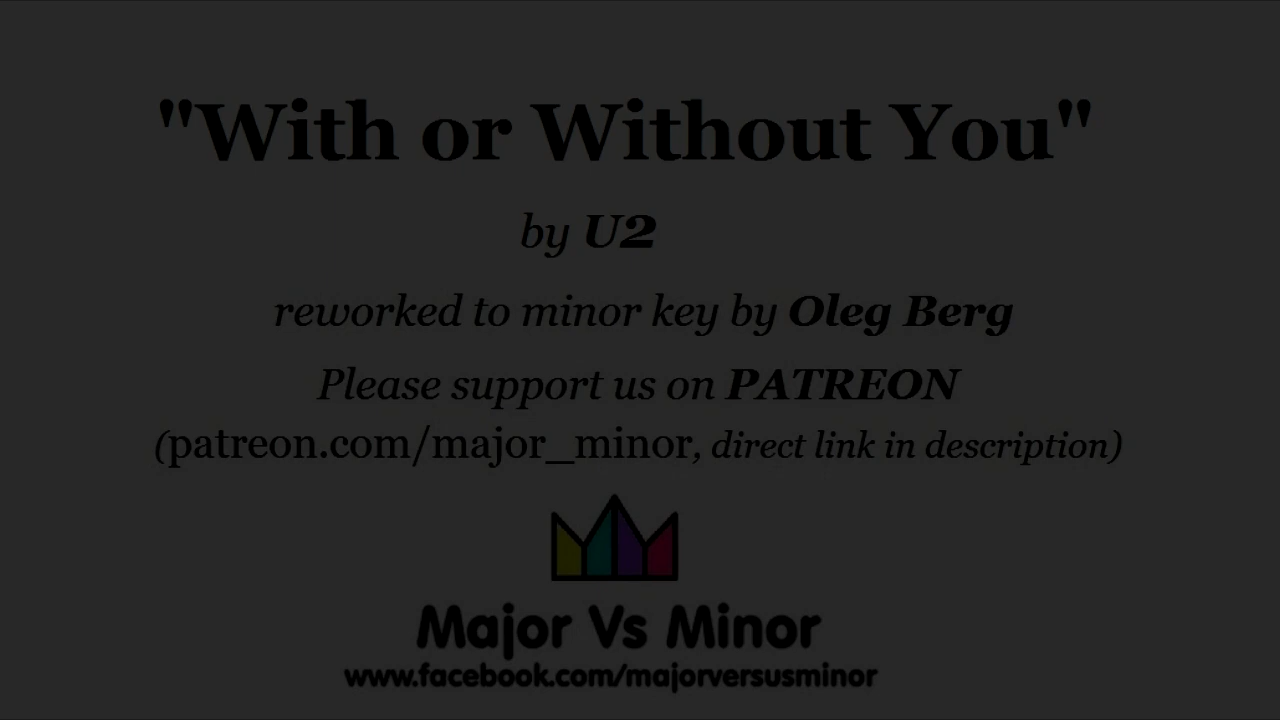 "With or Without You"
by U2
reworked to minor key by Oleg Berg
Please support us on PATREON
(patreon.com/major_minor, direct link in description)
Major Vs Minor
www.facebook.com/majorversusminor